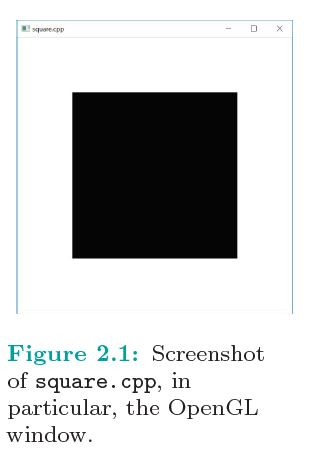 square.cpp
Figure 2.1: Screenshot
of square.cpp, in
particular, the OpenGL
window.